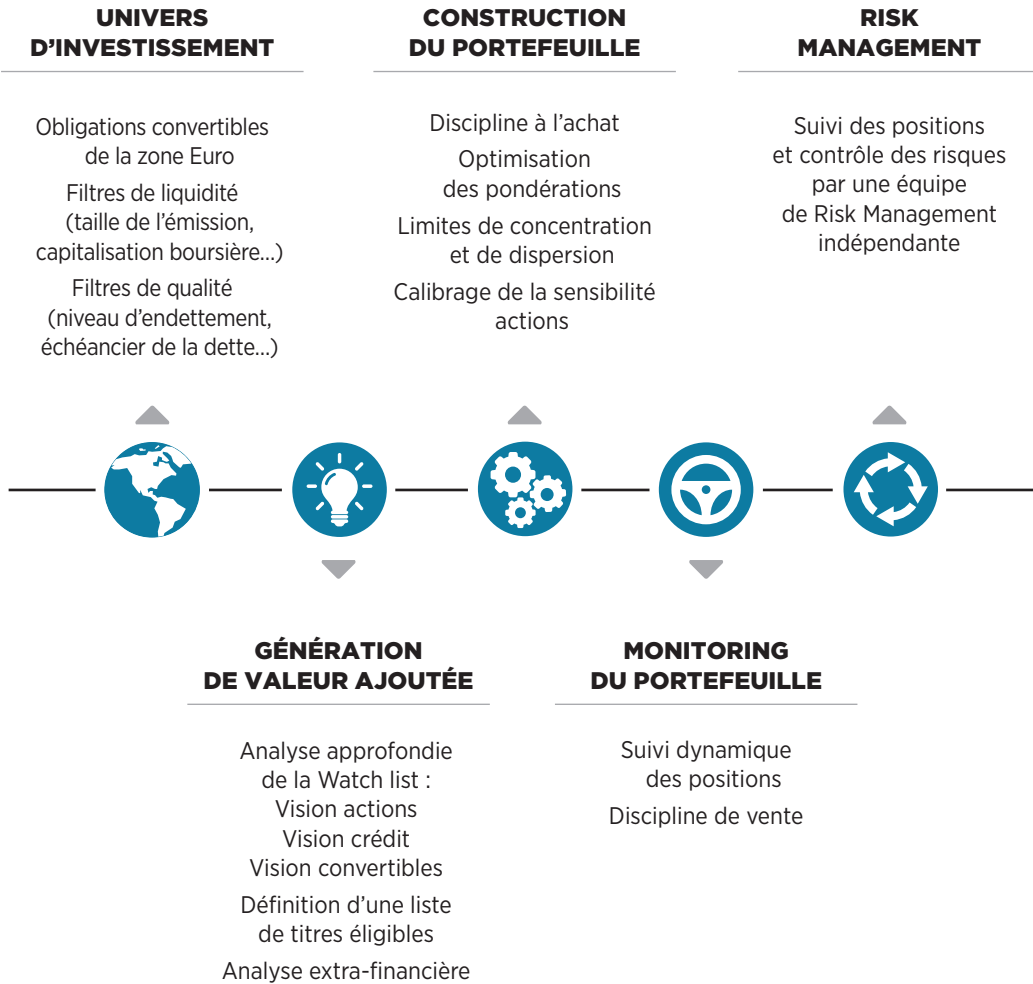 UNIVERS
D’INVESTISSEMENT
Obligations convertibles
de la zone Euro
Filtres de liquidité
(taille de l’émission,
capitalisation boursière...)
Filtres de qualité
(niveau d’endettement,
échéancier de la dette...)
CONSTRUCTION
DU PORTEFEUILLE
Discipline à l’achat
Optimisation
des pondérations
Limites de concentration
et de dispersion
Calibrage de la sensibilité
actions
RISK
MANAGEMENT
Suivi des positions
et contrôle des risques
par une équipe
de Risk Management
indépendante
GÉNÉRATION
DE VALEUR AJOUTÉE
Analyse approfondie
de la Watch list :
Vision actions
Vision crédit
Vision convertibles
Définition d’une liste
de titres éligibles
Analyse extra-financière
MONITORING
DU PORTEFEUILLE
Suivi dynamique
des positions
Discipline de vente